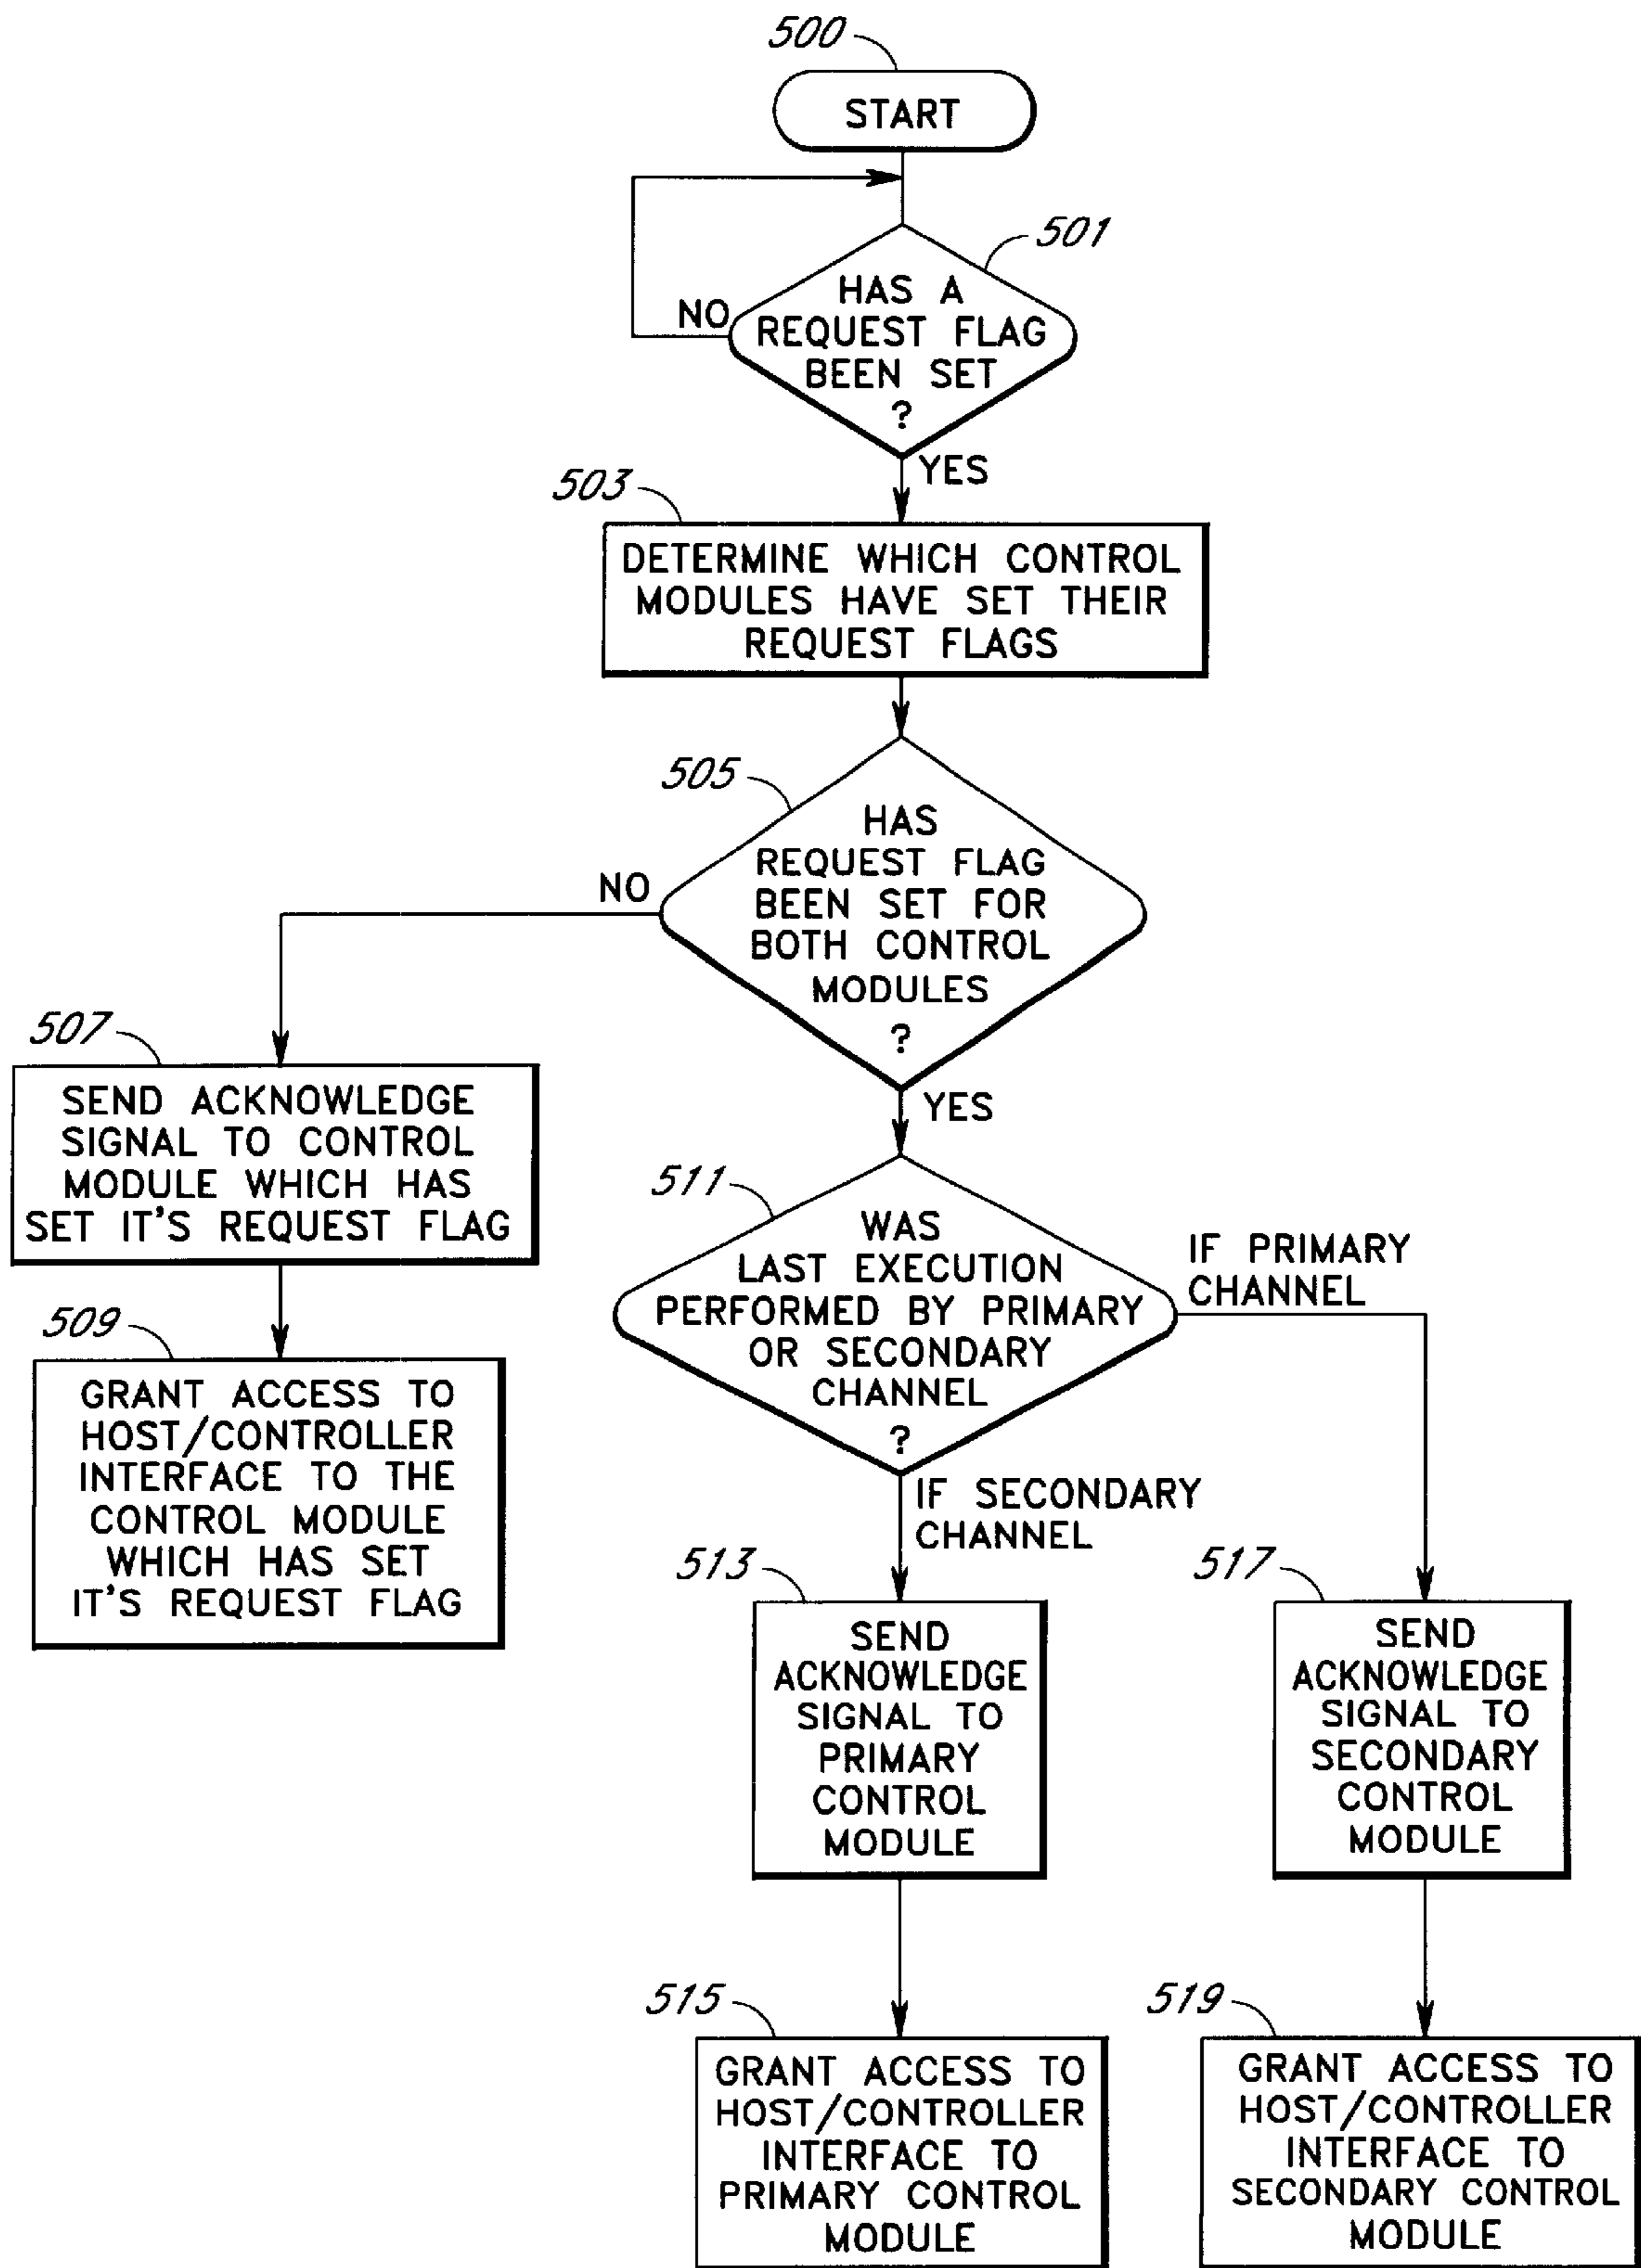 500
START
501
HAS A
REQUEST FLAG
BEEN SET
?
NO
YES
503
DETERMINE WHICH CONTROL
MODULES HAVE SET THEIR
REQUEST FLAGS
505
HAS
REQUEST FLAG
BEEN SET FOR
BOTH CONTROL
MODULES
?
NO
YES
507
SEND ACKNOWLEDGE
SIGNAL TO CONTROL
MODULE WHICH HAS
SET IT'S REQUEST FLAG
509
GRANT ACCESS TO
HOST/CONTROLLER
INTERFACE TO THE
CONTROL MODULE
WHICH HAS SET
IT'S REQUEST FLAG
511
WAS
LAST EXECUTION
PERFORMED BY PRIMARY
OR SECONDARY
CHANNEL
?
IF PRIMARY
CHANNEL
IF SECONDARY
CHANNEL
513
SEND
ACKNOWLEDGE
SIGNAL TO
PRIMARY
CONTROL
MODULE
517
SEND
ACKNOWLEDGE
SIGNAL TO
SECONDARY
CONTROL
MODULE
515
GRANT ACCESS TO
HOST/CONTROLLER
INTERFACE TO
PRIMARY CONTROL
MODULE
519
GRANT ACCESS TO
HOST/CONTROLLER
INTERFACE TO
SECONDARY CONTROL
MODULE